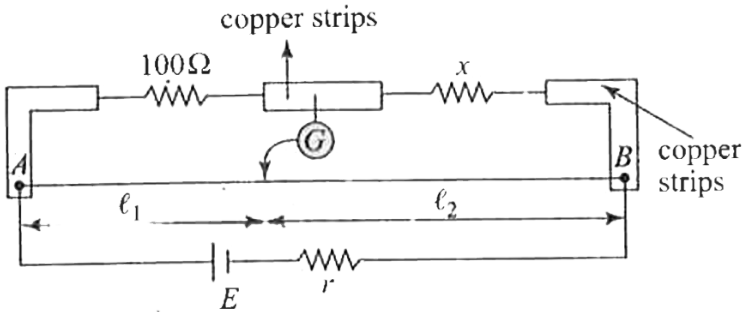 copper strips
100Ω
x
G
A
B
copper
strips
ℓ₁
ℓ₂
E
r